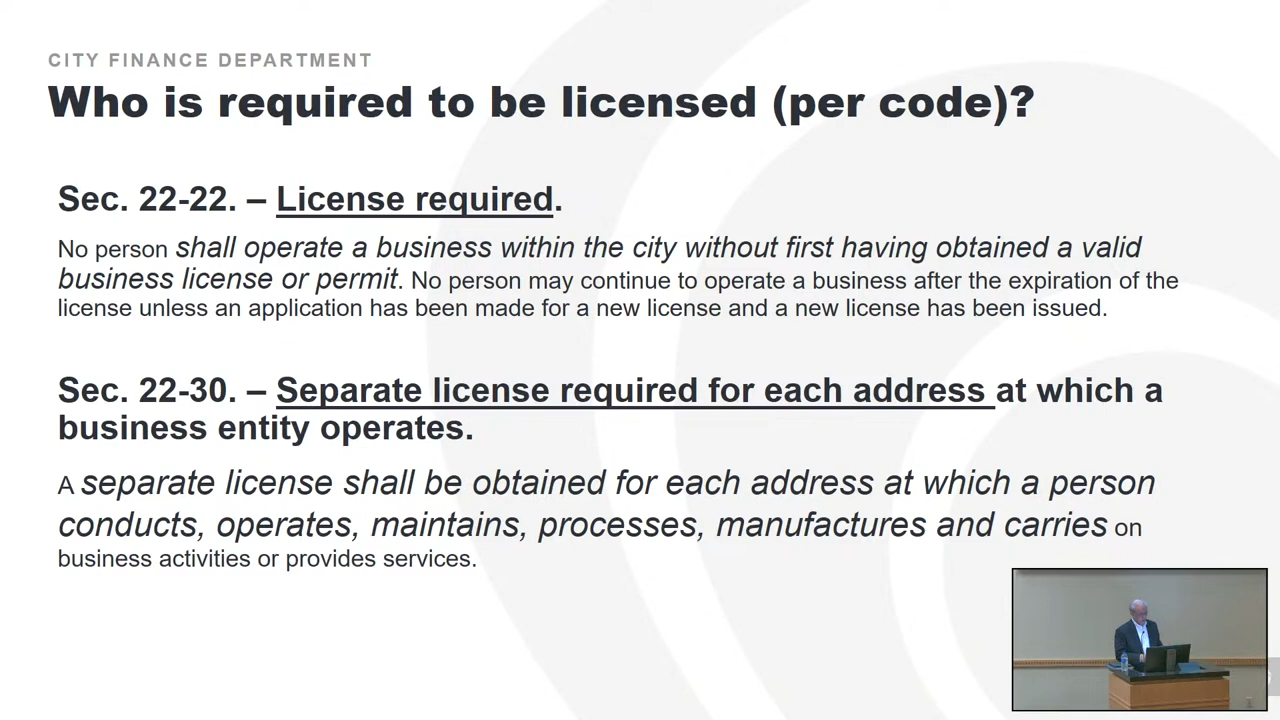 CITY FINANCE DEPARTMENT
Who is required to be licensed (per code)?
Sec. 22-22. – License required.
No person shall operate a business within the city without first having obtained a valid
business license or permit. No person may continue to operate a business after the expiration of the
license unless an application has been made for a new license and a new license has been issued.
Sec. 22-30. – Separate license required for each address at which a
business entity operates.
A separate license shall be obtained for each address at which a person
conducts, operates, maintains, processes, manufactures and carries on
business activities or provides services.